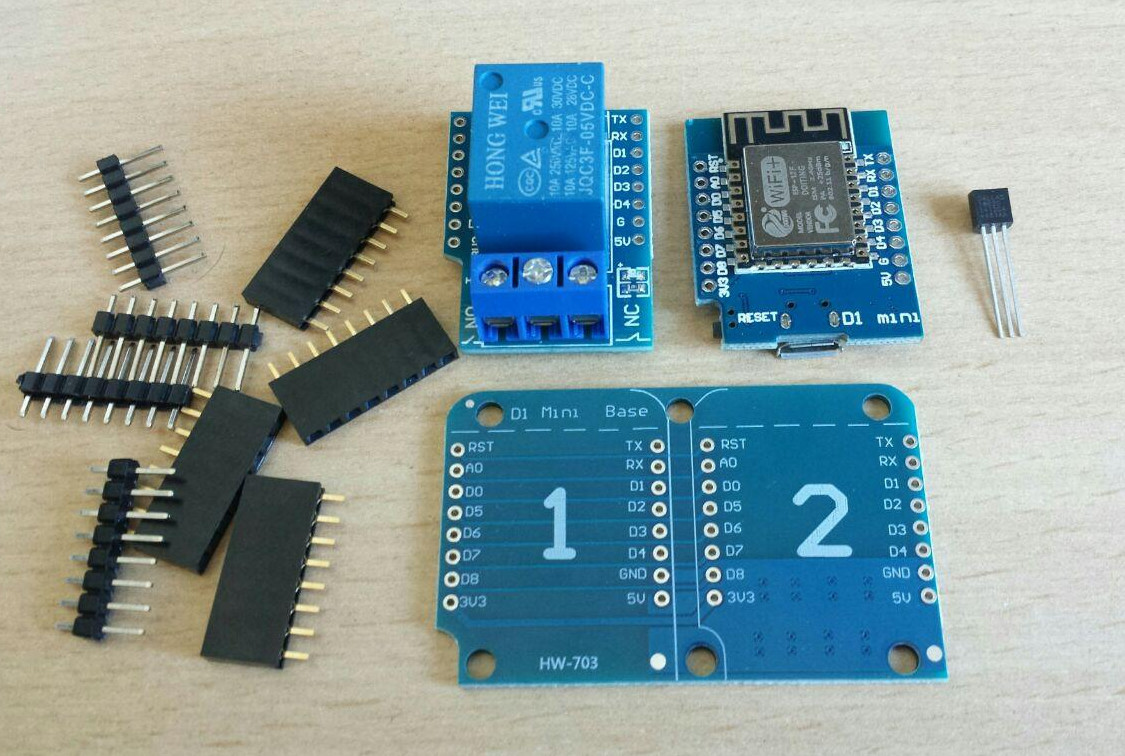 HONG WEI
c UL US
CQC
10A 250VAC 10A 30VDC
10A 125VAC 10A 28VDC
JQC3F-05VDC-C
TX
RX
D1
D2
D3
D4
G
5V
NC
WiFi+
FC
RST
A0
D0
D5
D6
D7
D8
3V3
TX
RX
D1
D2
D3
D4
G
5V
RESET
D1 mini
D1 Mini Base
RST
A0
D0
D5
D6
D7
D8
3V3
1
TX
RX
D1
D2
D3
D4
GND
5V
RST
A0
D0
D5
D6
D7
D8
3V3
2
TX
RX
D1
D2
D3
D4
GND
5V
HW-703